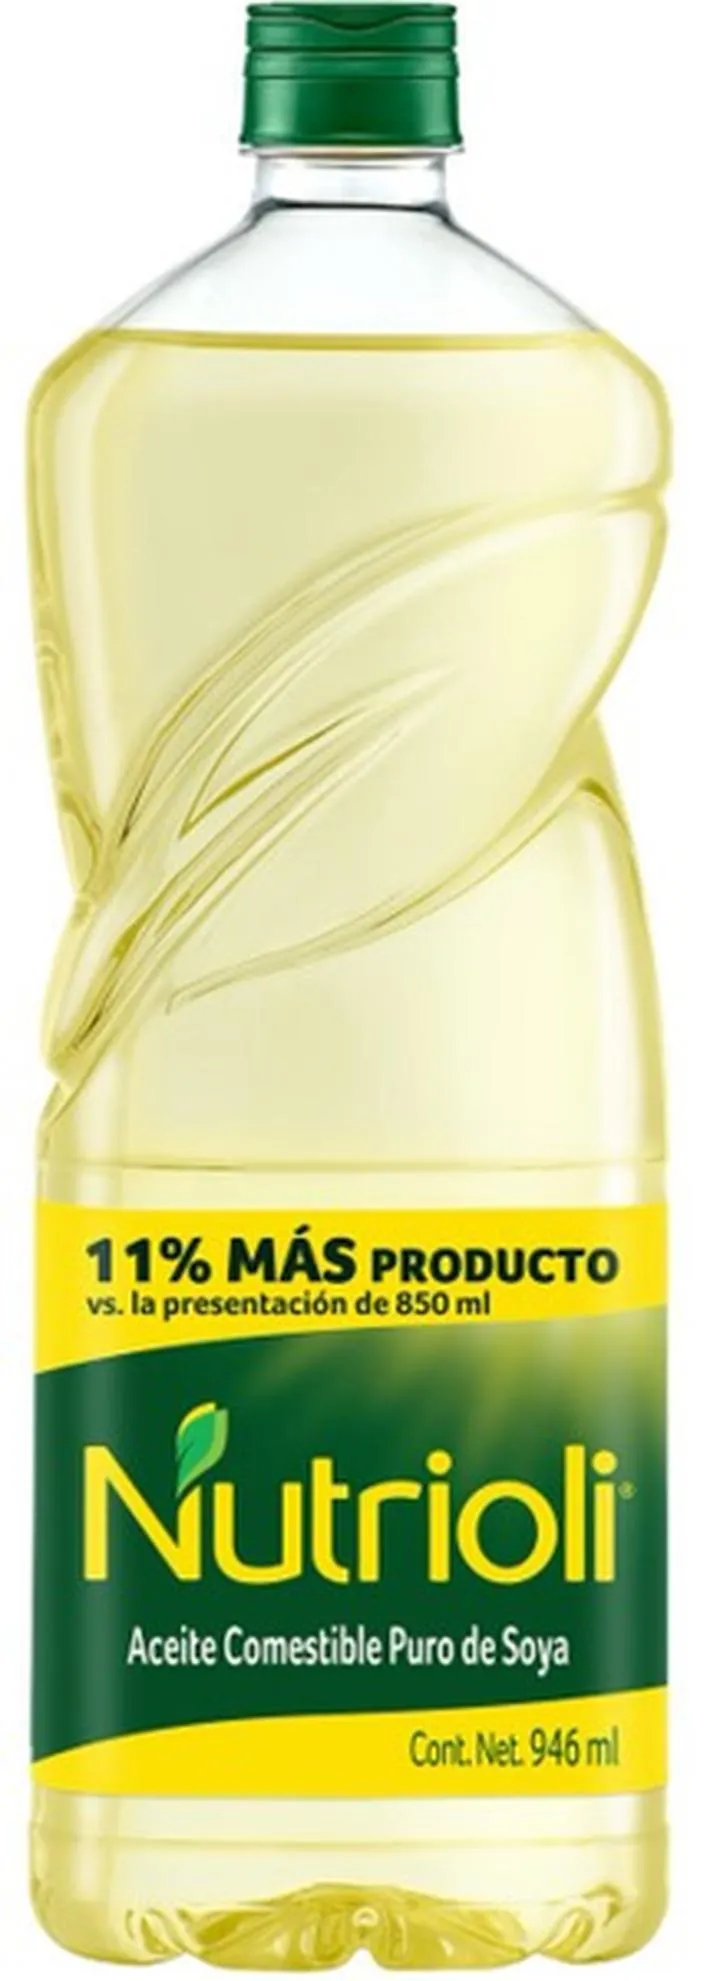 11% MÁS PRODUCTO
vs. la presentación de 850 ml
Nutrioli®
Aceite Comestible Puro de Soya
Cont. Net. 946 ml